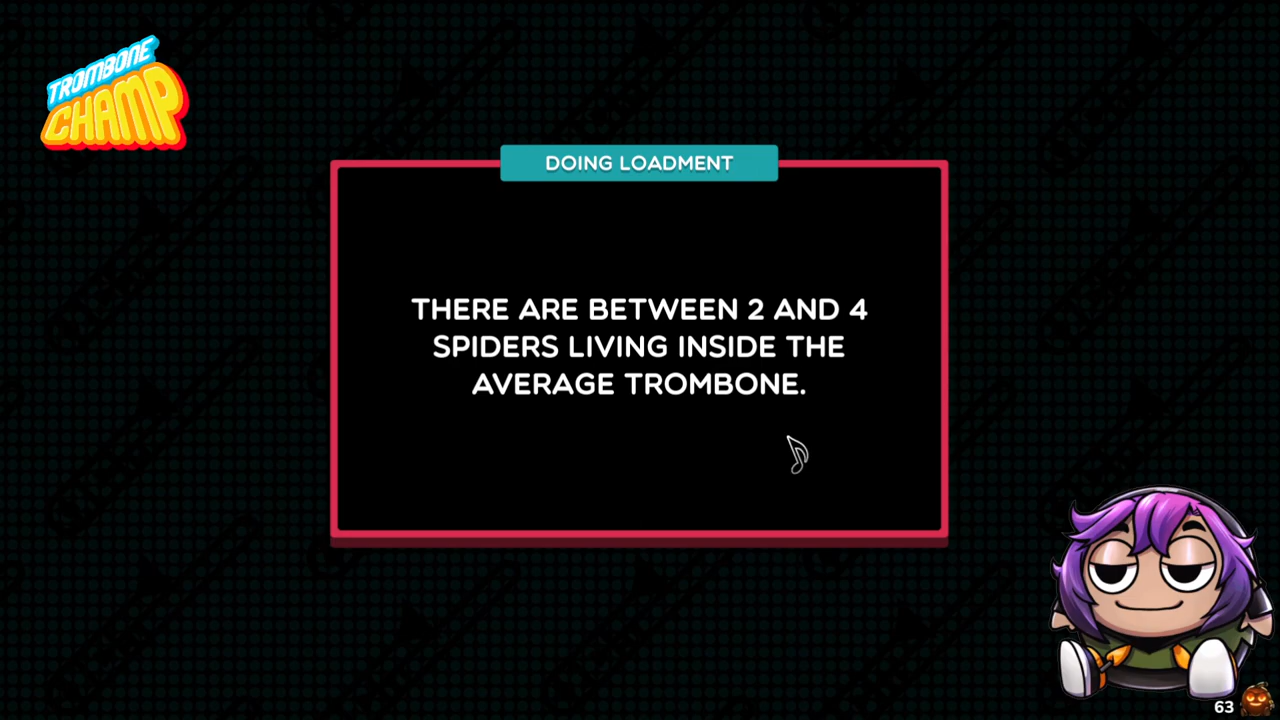 TROMBONE
CHAMP
DOING LOADMENT
THERE ARE BETWEEN 2 AND 4
SPIDERS LIVING INSIDE THE
AVERAGE TROMBONE.
63